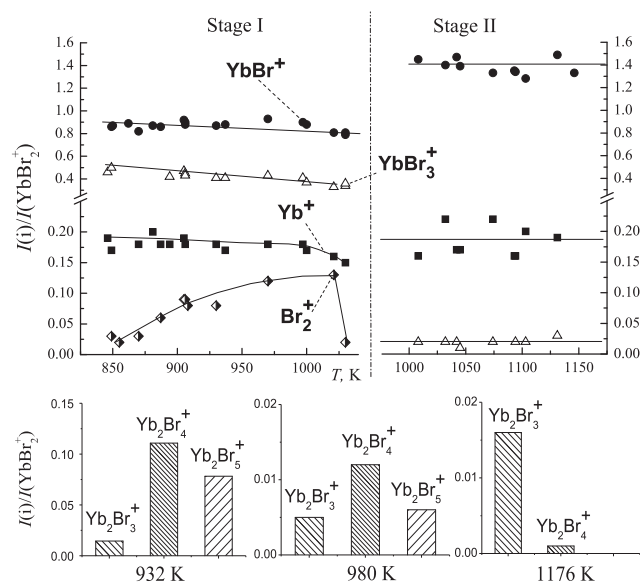 Stage I Stage II
1.6 1.6
1.4 1.4
1.2 1.2
1.0 1.0
0.8 0.8
0.6 0.6
0.4 0.4
0.20 0.20
0.15 0.15
0.10 0.10
0.05 0.05
0.00 0.00
I(i)/I(YbBr₂⁺)
YbBr⁺
YbBr₃⁺
Yb⁺
Br₂⁺
850 900 950 1000 T, K 1000 1050 1100 1150
I(i)/I(YbBr₂⁺)
0.15
0.10
0.05
0.00
Yb₂Br₃⁺ Yb₂Br₄⁺ Yb₂Br₅⁺
932 K
0.02
0.01
0.00
Yb₂Br₃⁺ Yb₂Br₄⁺ Yb₂Br₅⁺
980 K
0.02
0.01
0.00
Yb₂Br₃⁺
Yb₂Br₄⁺
1176 K